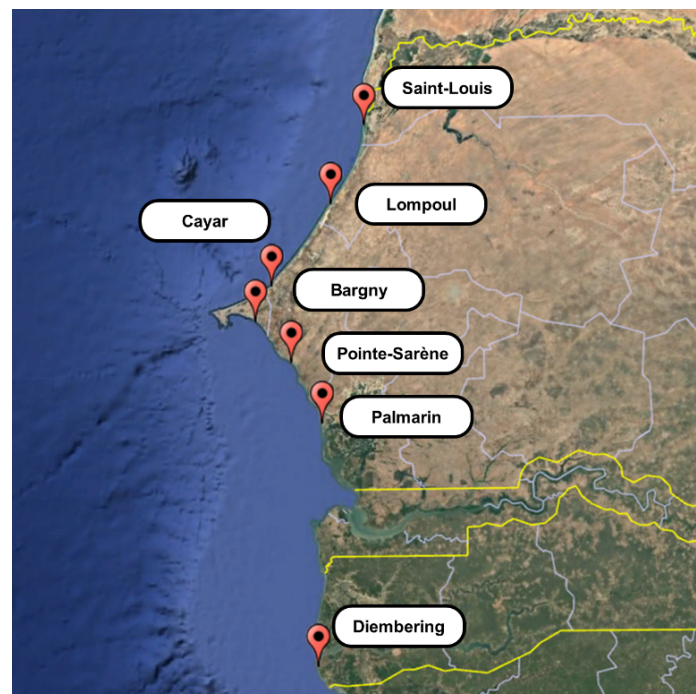 Saint-Louis
Lompoul
Cayar
Bargny
Pointe-Sarène
Palmarin
Diembering